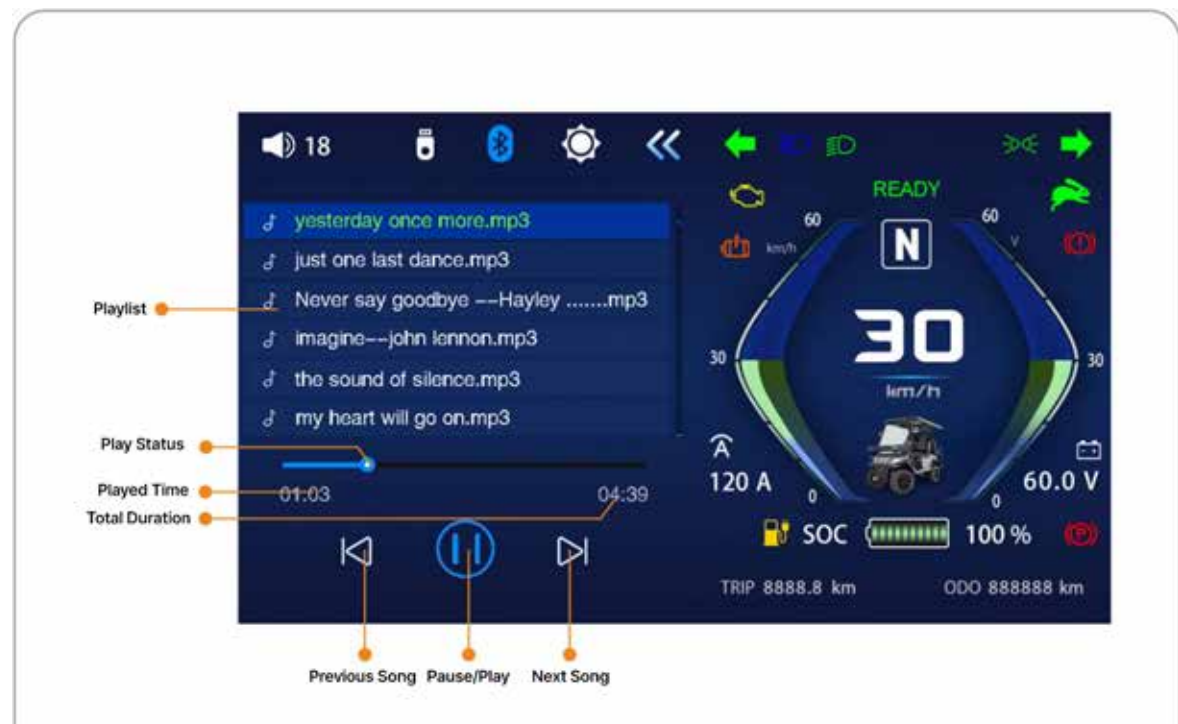 18
READY
60
60
km/h
V
N
yesterday once more.mp3
just one last dance.mp3
Playlist
Never say goodbye --Hayley .......mp3
imagine--john lennon.mp3
the sound of silence.mp3
my heart will go on.mp3
30
30
30
km/h
Play Status
A
120 A
60.0 V
Played Time
01:03
04:39
0
0
Total Duration
SOC
100 %
P
TRIP 8888.8 km
ODO 888888 km
Previous Song
Pause/Play
Next Song